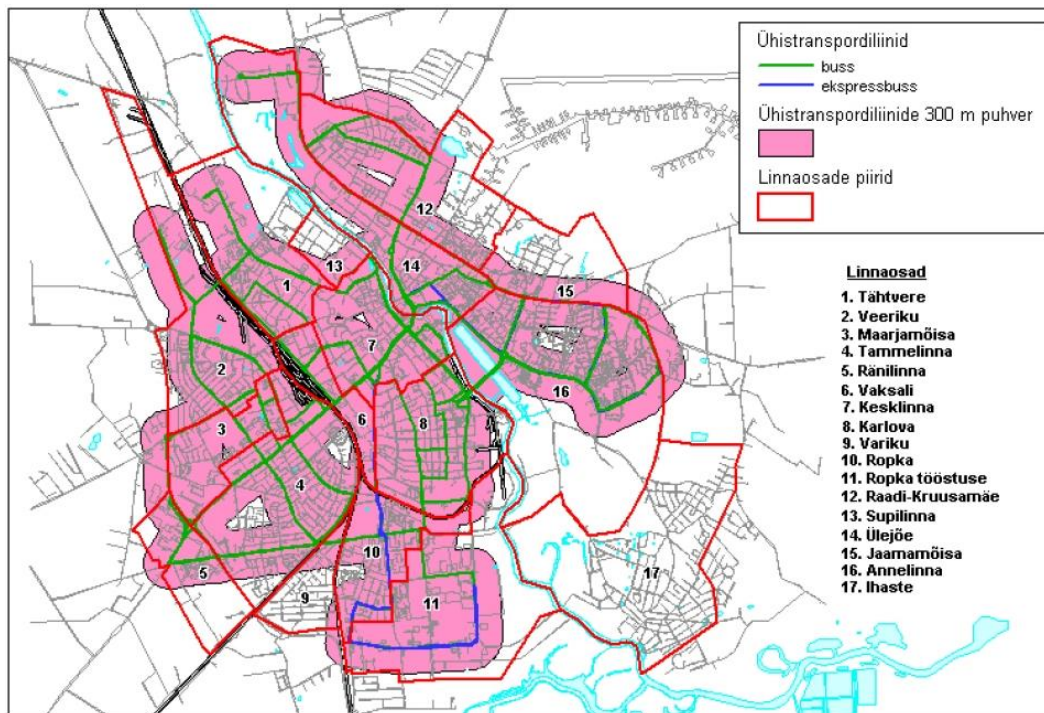 Ühistranspordiliinid
buss
ekspressbuss
Ühistranspordiliinide 300 m puhver
Linnaosade piirid
Linnaosad
1. Tähtvere
2. Veeriku
3. Maarjamõisa
4. Tammelinna
5. Ränilinna
6. Vaksali
7. Kesklinna
8. Karlova
9. Variku
10. Ropka
11. Ropka tööstuse
12. Raadi-Kruusamäe
13. Supilinna
14. Ülejõe
15. Jaamamõisa
16. Annelinna
17. Ihaste
12
13
14
1
15
7
2
16
6
8
3
4
10
17
5
9
11